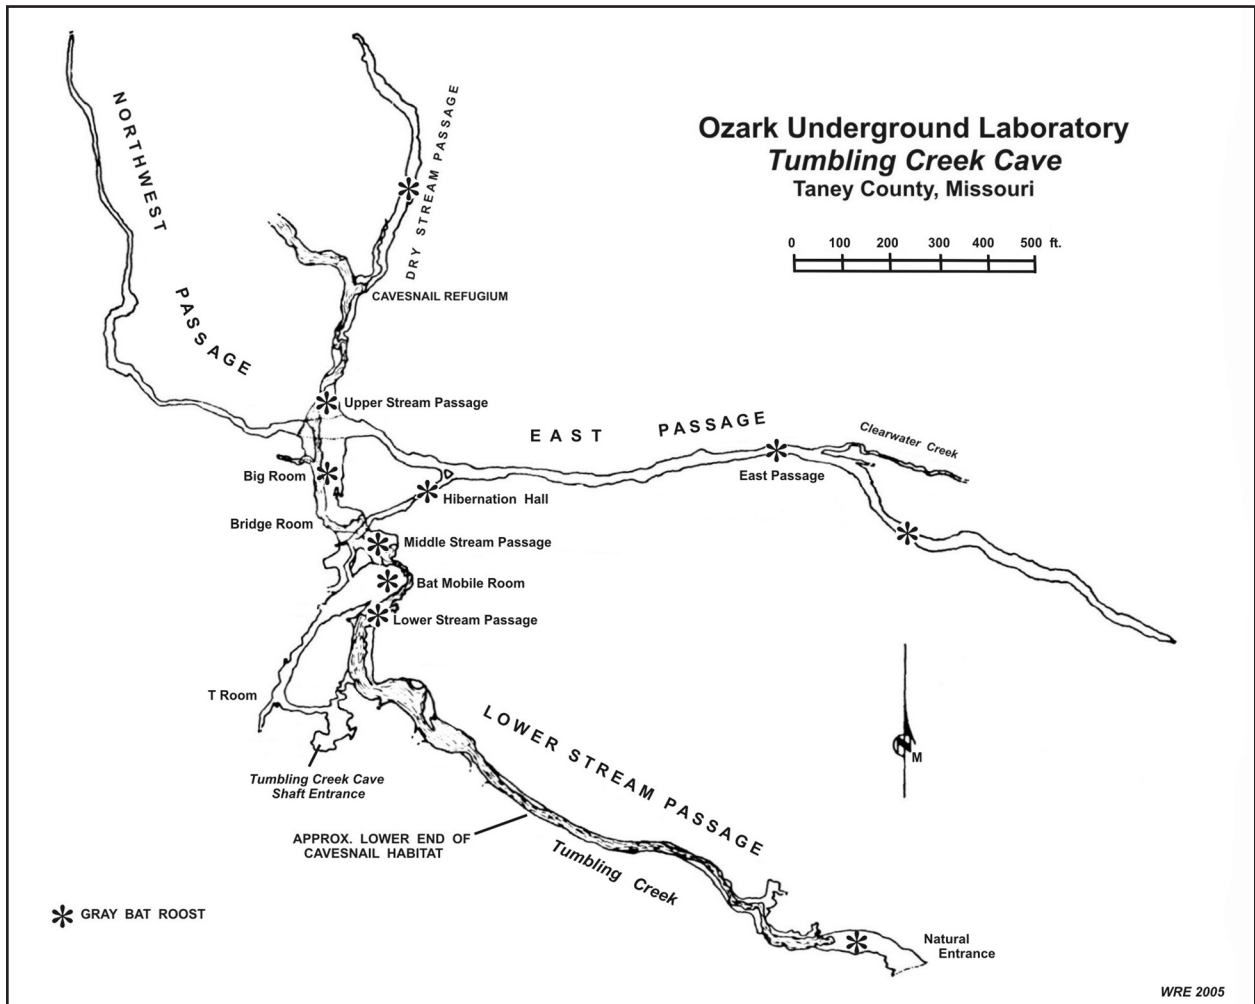 Ozark Underground Laboratory
Tumbling Creek Cave
Taney County, Missouri
0 100 200 300 400 500 ft.
NORTHWEST PASSAGE
DRY STREAM PASSAGE
CAVESNAIL REFUGIUM
Upper Stream Passage
EAST PASSAGE
Clearwater Creek
Big Room
East Passage
Hibernation Hall
Bridge Room
Middle Stream Passage
Bat Mobile Room
Lower Stream Passage
T Room
LOWER STREAM PASSAGE
N
M
Tumbling Creek Cave
Shaft Entrance
APPROX. LOWER END OF
CAVESNAIL HABITAT
Tumbling Creek
GRAY BAT ROOST
Natural
Entrance
WRE 2005